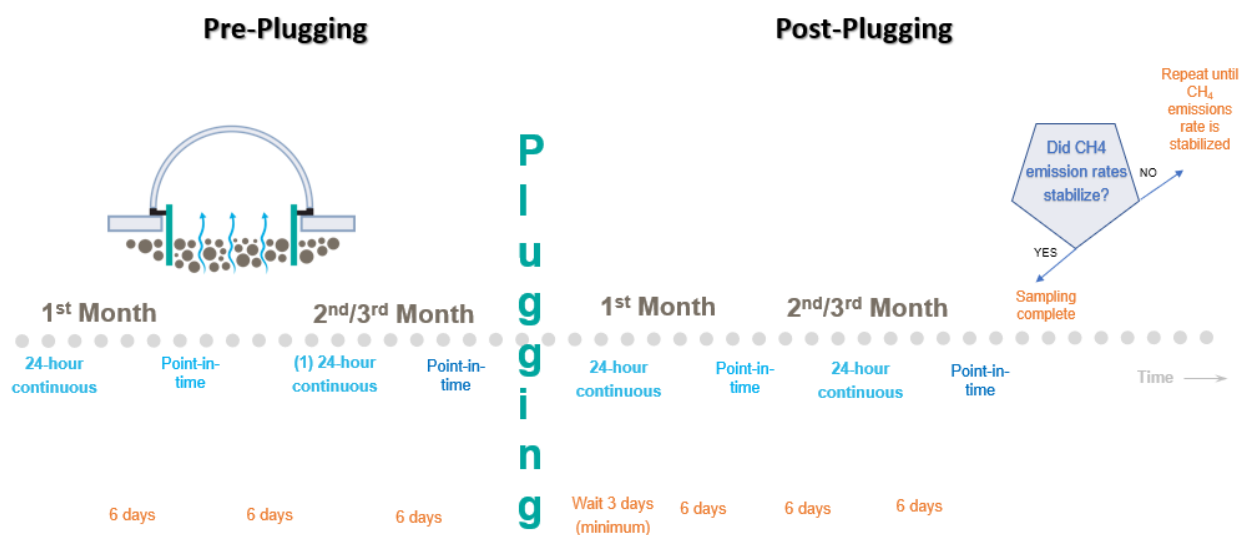 Pre-Plugging
Post-Plugging
Repeat until
CH₄
emissions
rate is
stabilized
Did CH4
emission rates
stabilize?
NO
YES
Sampling
complete
Plugging
1st Month
2nd/3rd Month
1st Month
2nd/3rd Month
24-hour
continuous
Point-in-
time
(1) 24-hour
continuous
Point-in-
time
24-hour
continuous
Point-in-
time
24-hour
continuous
Point-in-
time
Time
6 days
6 days
6 days
Wait 3 days
(minimum)
6 days
6 days
6 days